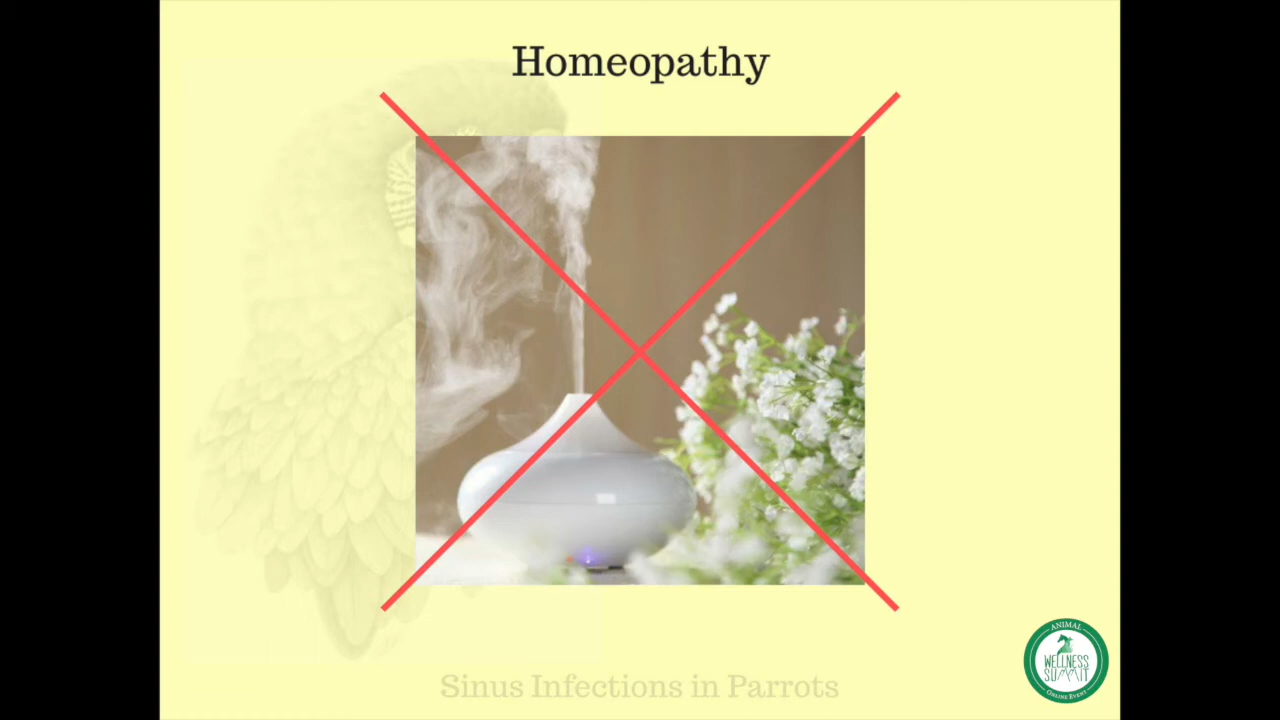 Homeopathy
Sinus Infections in Parrots
ANIMAL
WELLNESS
SUMMIT
ONLINE EVENT